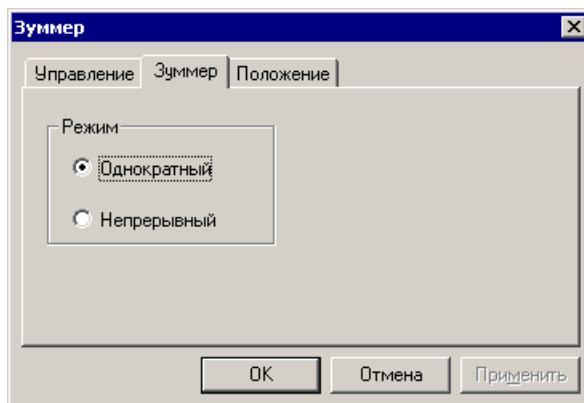 Зуммер
Управление Зуммер Положение
Режим
Однократный
Непрерывный
OK Отмена Применить